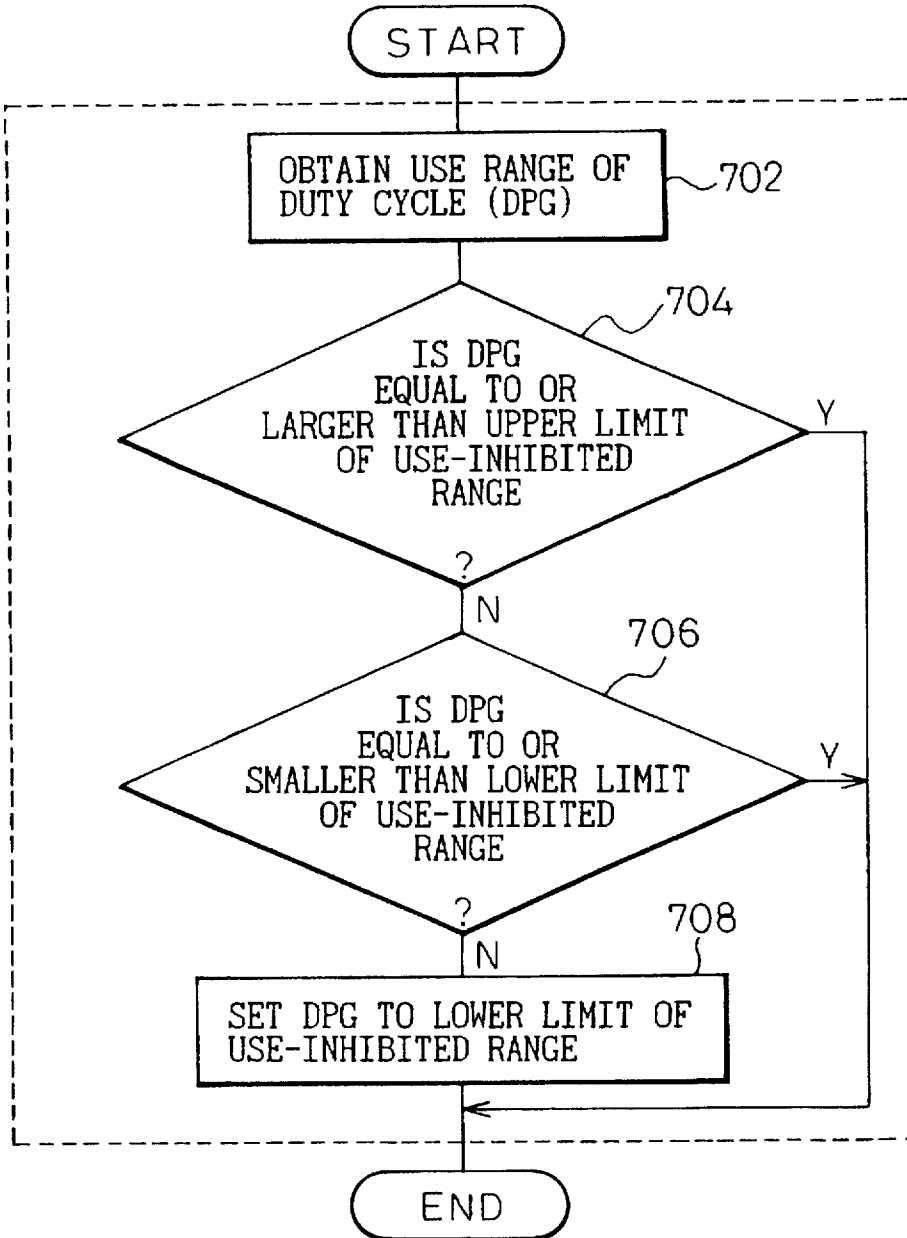 START
OBTAIN USE RANGE OF
DUTY CYCLE (DPG)
702
704
IS DPG
EQUAL TO OR
LARGER THAN UPPER LIMIT
OF USE-INHIBITED
RANGE
?
Y
N
706
IS DPG
EQUAL TO OR
SMALLER THAN LOWER LIMIT
OF USE-INHIBITED
RANGE
?
Y
N
708
SET DPG TO LOWER LIMIT OF
USE-INHIBITED RANGE
END